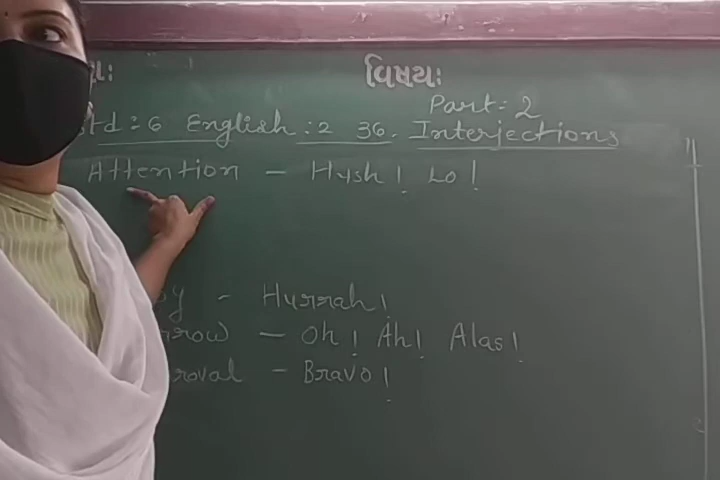 વિષય:
Part: 2
Std: 6 English: 2 36. Interjections
Attention - Hush! Lo!
- Hurrah!
- Oh! Ah! Alas!
- Bravo!